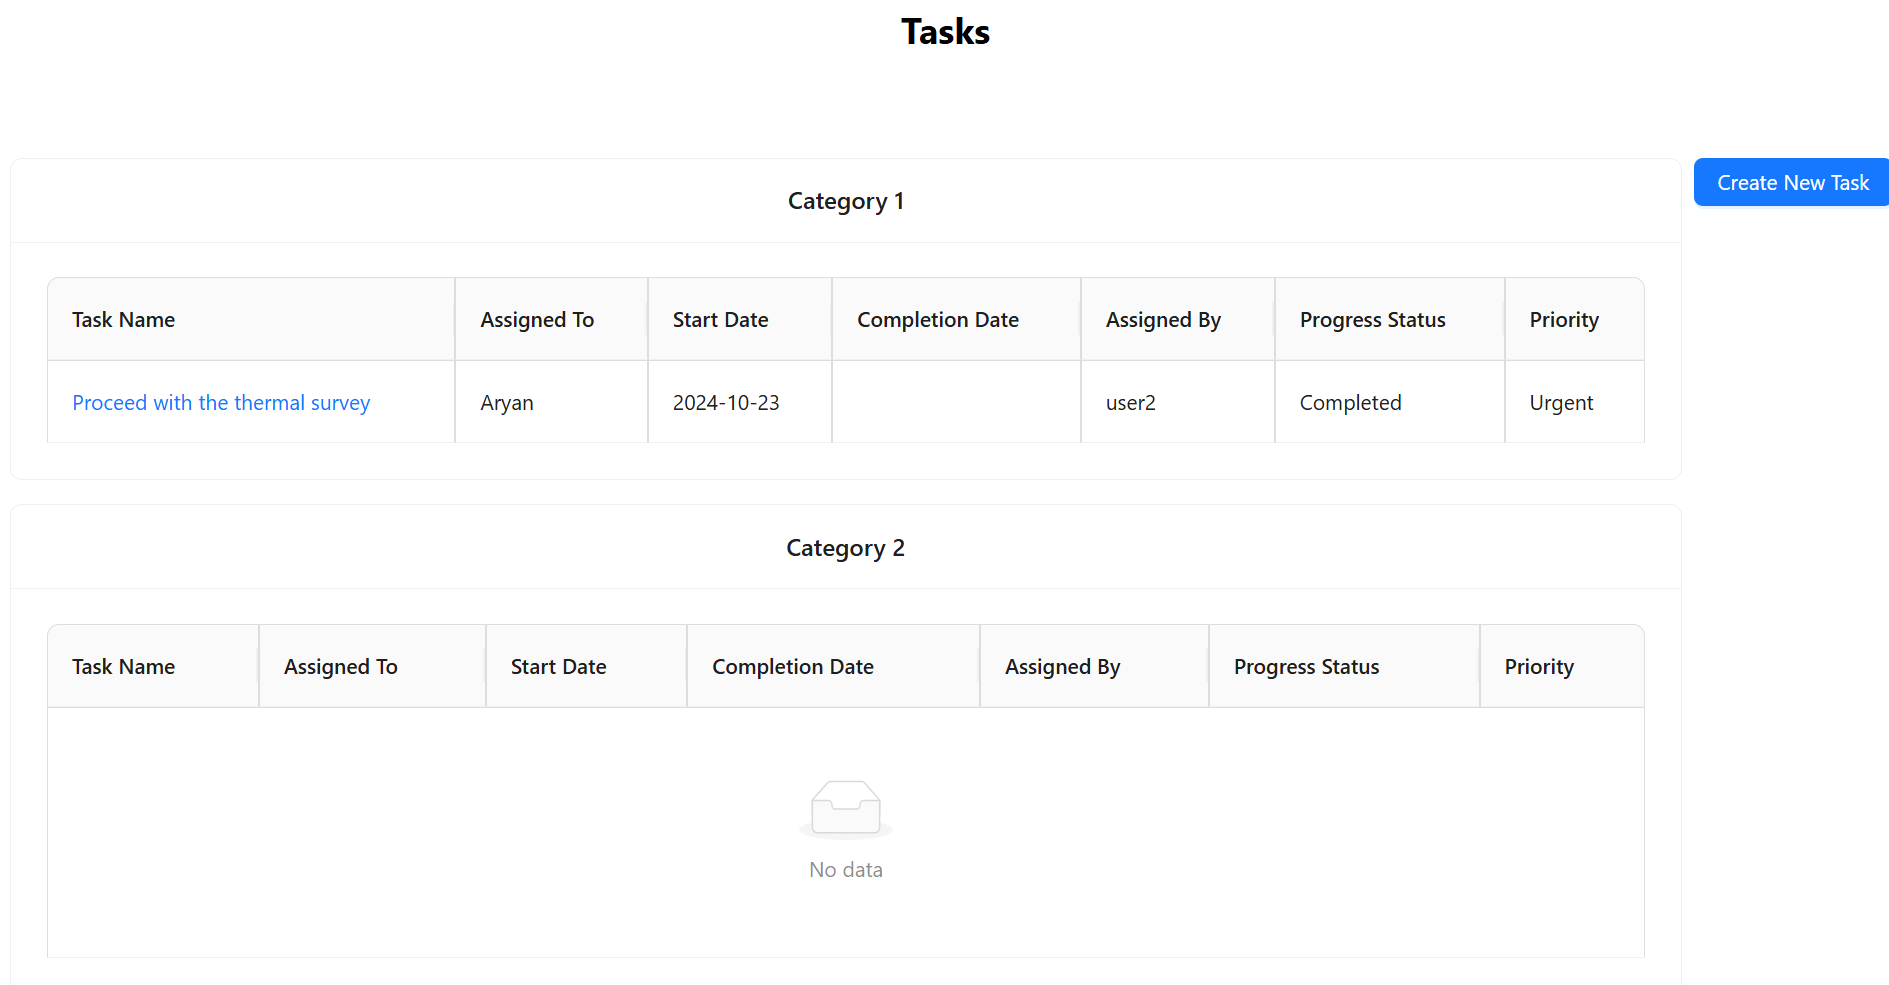 Tasks
Create New Task
Category 1
Task Name Assigned To Start Date Completion Date Assigned By Progress Status Priority
Proceed with the thermal survey Aryan 2024-10-23 user2 Completed Urgent
Category 2
Task Name Assigned To Start Date Completion Date Assigned By Progress Status Priority
No data